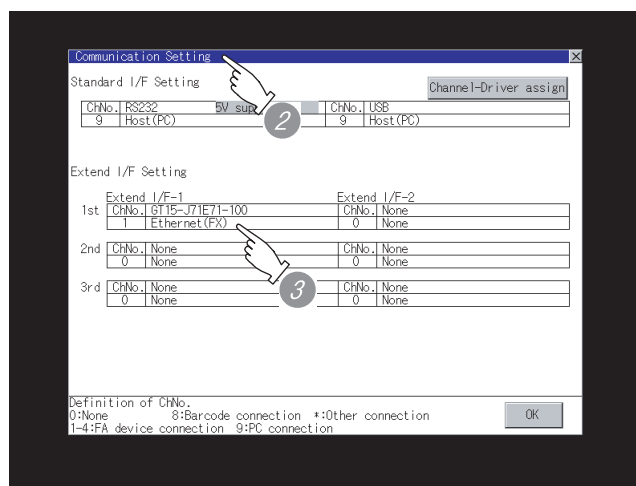 Communication Setting ×
Standard I/F Setting
Channel-Driver assign
ChNo. RS232 5V sup ChNo. USB
9 Host(PC) 9 Host(PC)
2
Extend I/F Setting
Extend I/F-1 Extend I/F-2
1st ChNo. GT15-J71E71-100 ChNo. None
1 Ethernet(FX) 0 None
2nd ChNo. None ChNo. None
0 None 0 None
3rd ChNo. None ChNo. None
0 None 0 None
3
Definition of ChNo.
0:None 8:Barcode connection *:Other connection
1-4:FA device connection 9:PC connection
OK